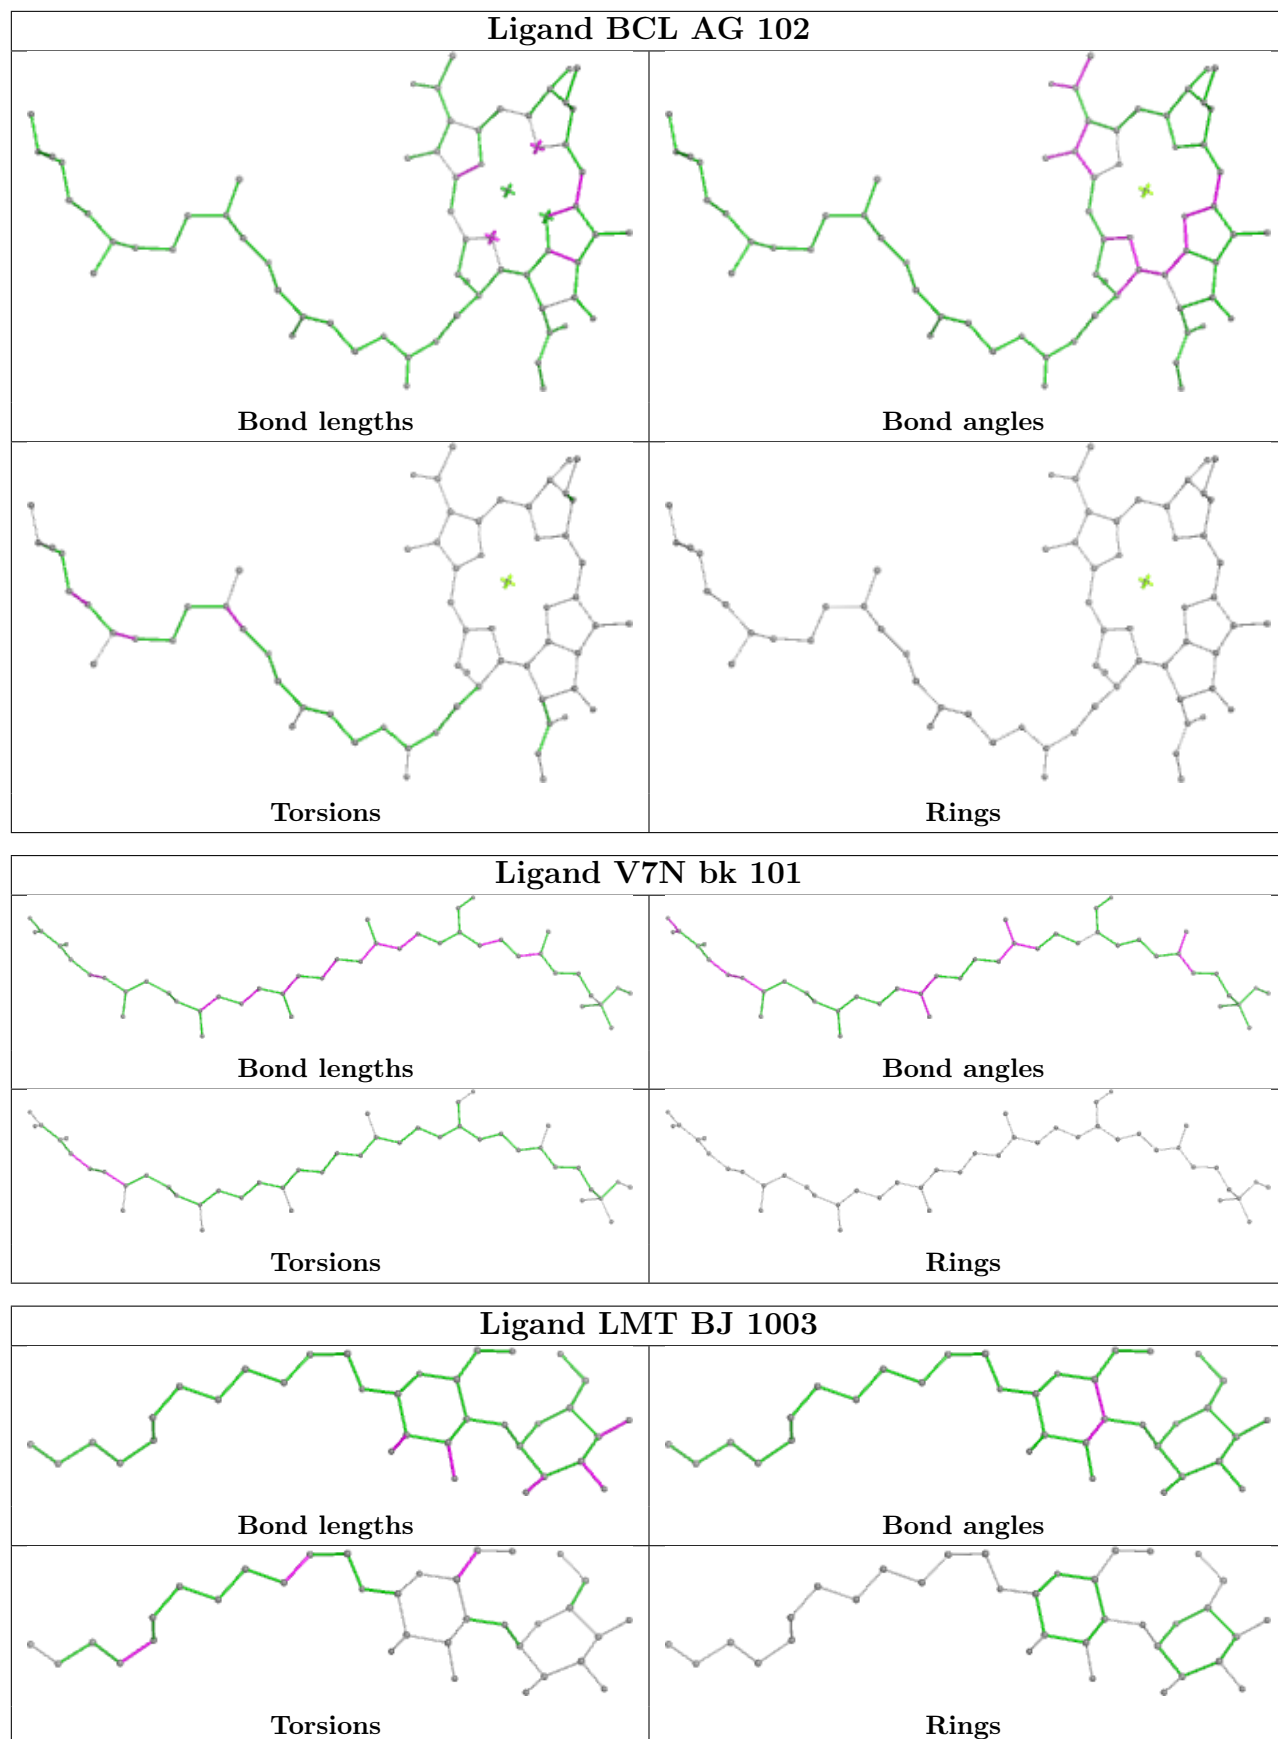 Ligand BCL AG 102
Bond lengths
Bond angles
Torsions
Rings
Ligand V7N bk 101
Bond lengths
Bond angles
Torsions
Rings
Ligand LMT BJ 1003
Bond lengths
Bond angles
Torsions
Rings